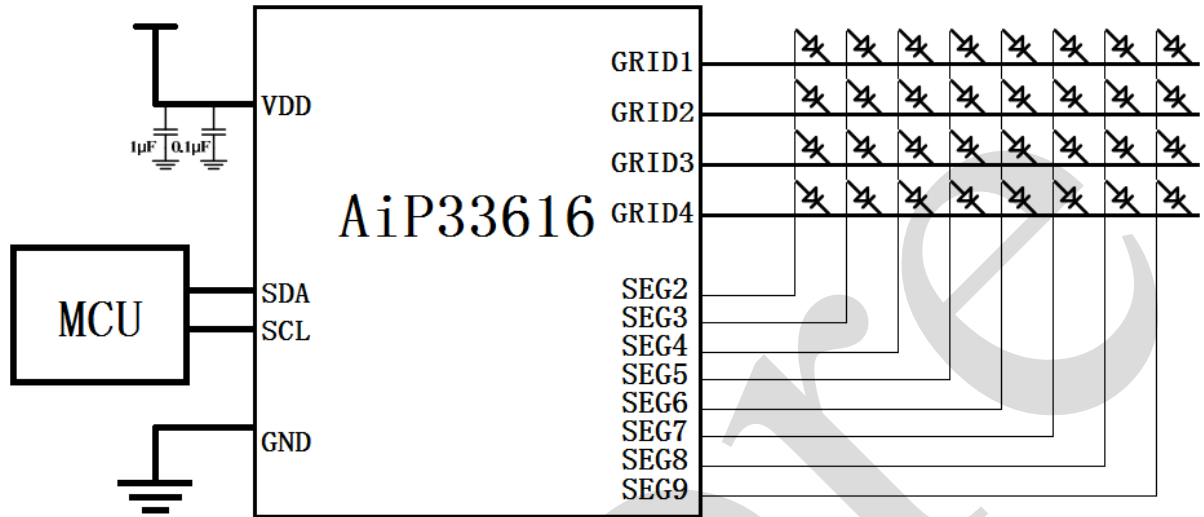 VDD
1μF 0.1μF
AiP33616
MCU
SDA
SCL
GND
GRID1
GRID2
GRID3
GRID4
SEG2
SEG3
SEG4
SEG5
SEG6
SEG7
SEG8
SEG9
re